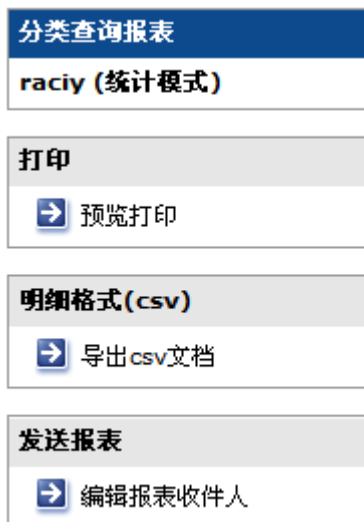 分类查询报表
raciy (统计模式)
打印
预览打印
明细格式(csv)
导出csv文档
发送报表
编辑报表收件人